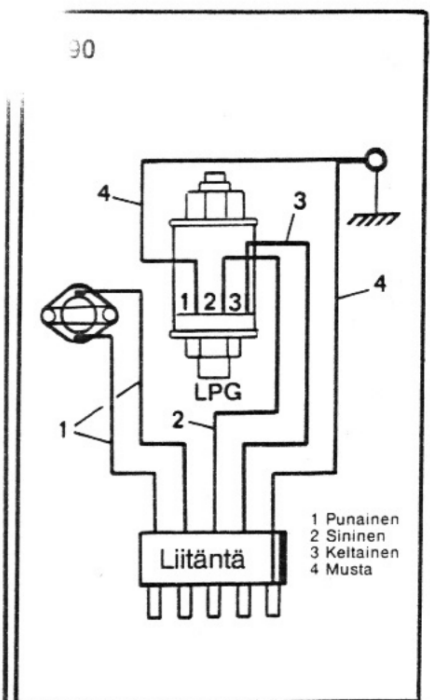 90
4
3
1 2 3
4
LPG
1
2
1 Punainen
2 Sininen
3 Keltainen
4 Musta
Liitäntä